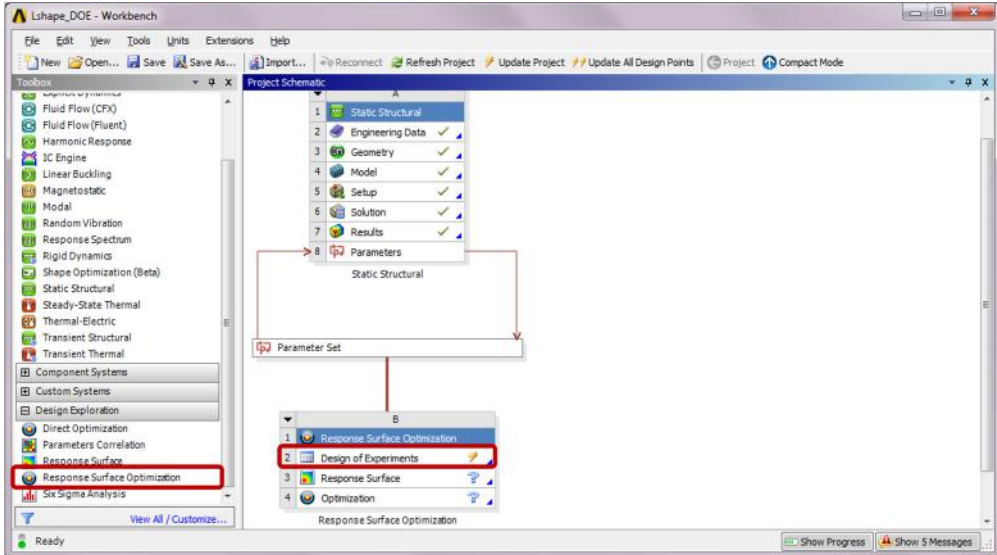 Lshape_DOE - Workbench
File Edit View Tools Units Extensions Help
New Open... Save Save As... Import... Reconnect Refresh Project Update Project Update All Design Points Project Compact Mode
Toolbox
Explicit Dynamics
Fluid Flow (CFX)
Fluid Flow (Fluent)
Harmonic Response
IC Engine
Linear Buckling
Magnetostatic
Modal
Random Vibration
Response Spectrum
Rigid Dynamics
Shape Optimization (Beta)
Static Structural
Steady-State Thermal
Thermal-Electric
Transient Structural
Transient Thermal
Component Systems
Custom Systems
Design Exploration
Direct Optimization
Parameters Correlation
Response Surface
Response Surface Optimization
Six Sigma Analysis
View All / Customize...
Project Schematic
A
1 Static Structural
2 Engineering Data
3 Geometry
4 Model
5 Setup
6 Solution
7 Results
8 Parameters
Static Structural
Parameter Set
B
1 Response Surface Optimization
2 Design of Experiments
3 Response Surface
4 Optimization
Response Surface Optimization
Ready
Show Progress Show 5 Messages